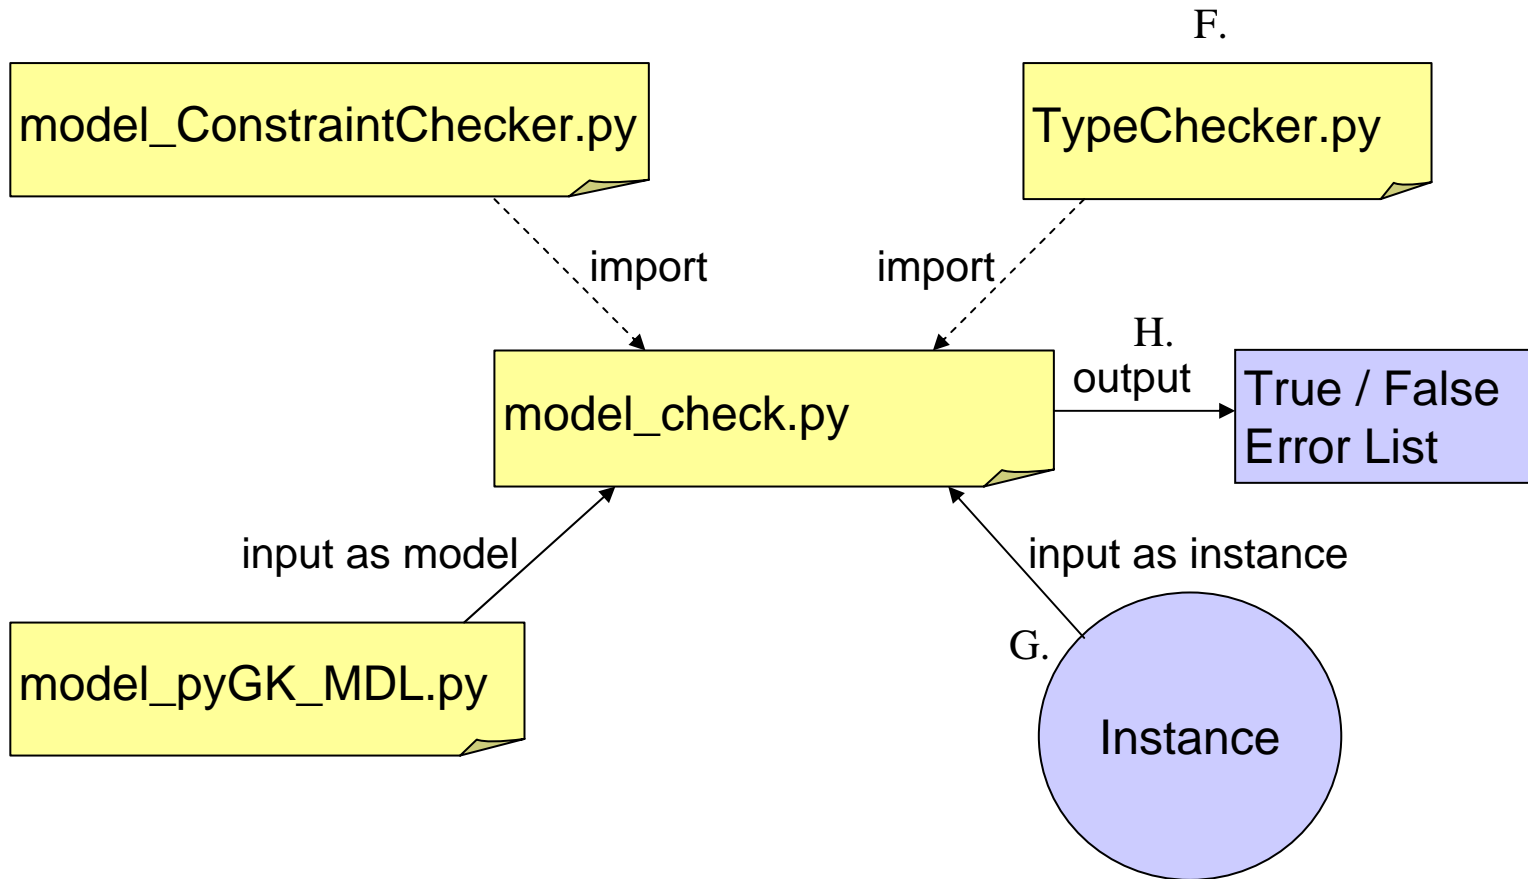 F.
model_ConstraintChecker.py
TypeChecker.py
import
import
H.
output
True / False
Error List
model_check.py
input as model
input as instance
G.
model_pyGK_MDL.py
Instance